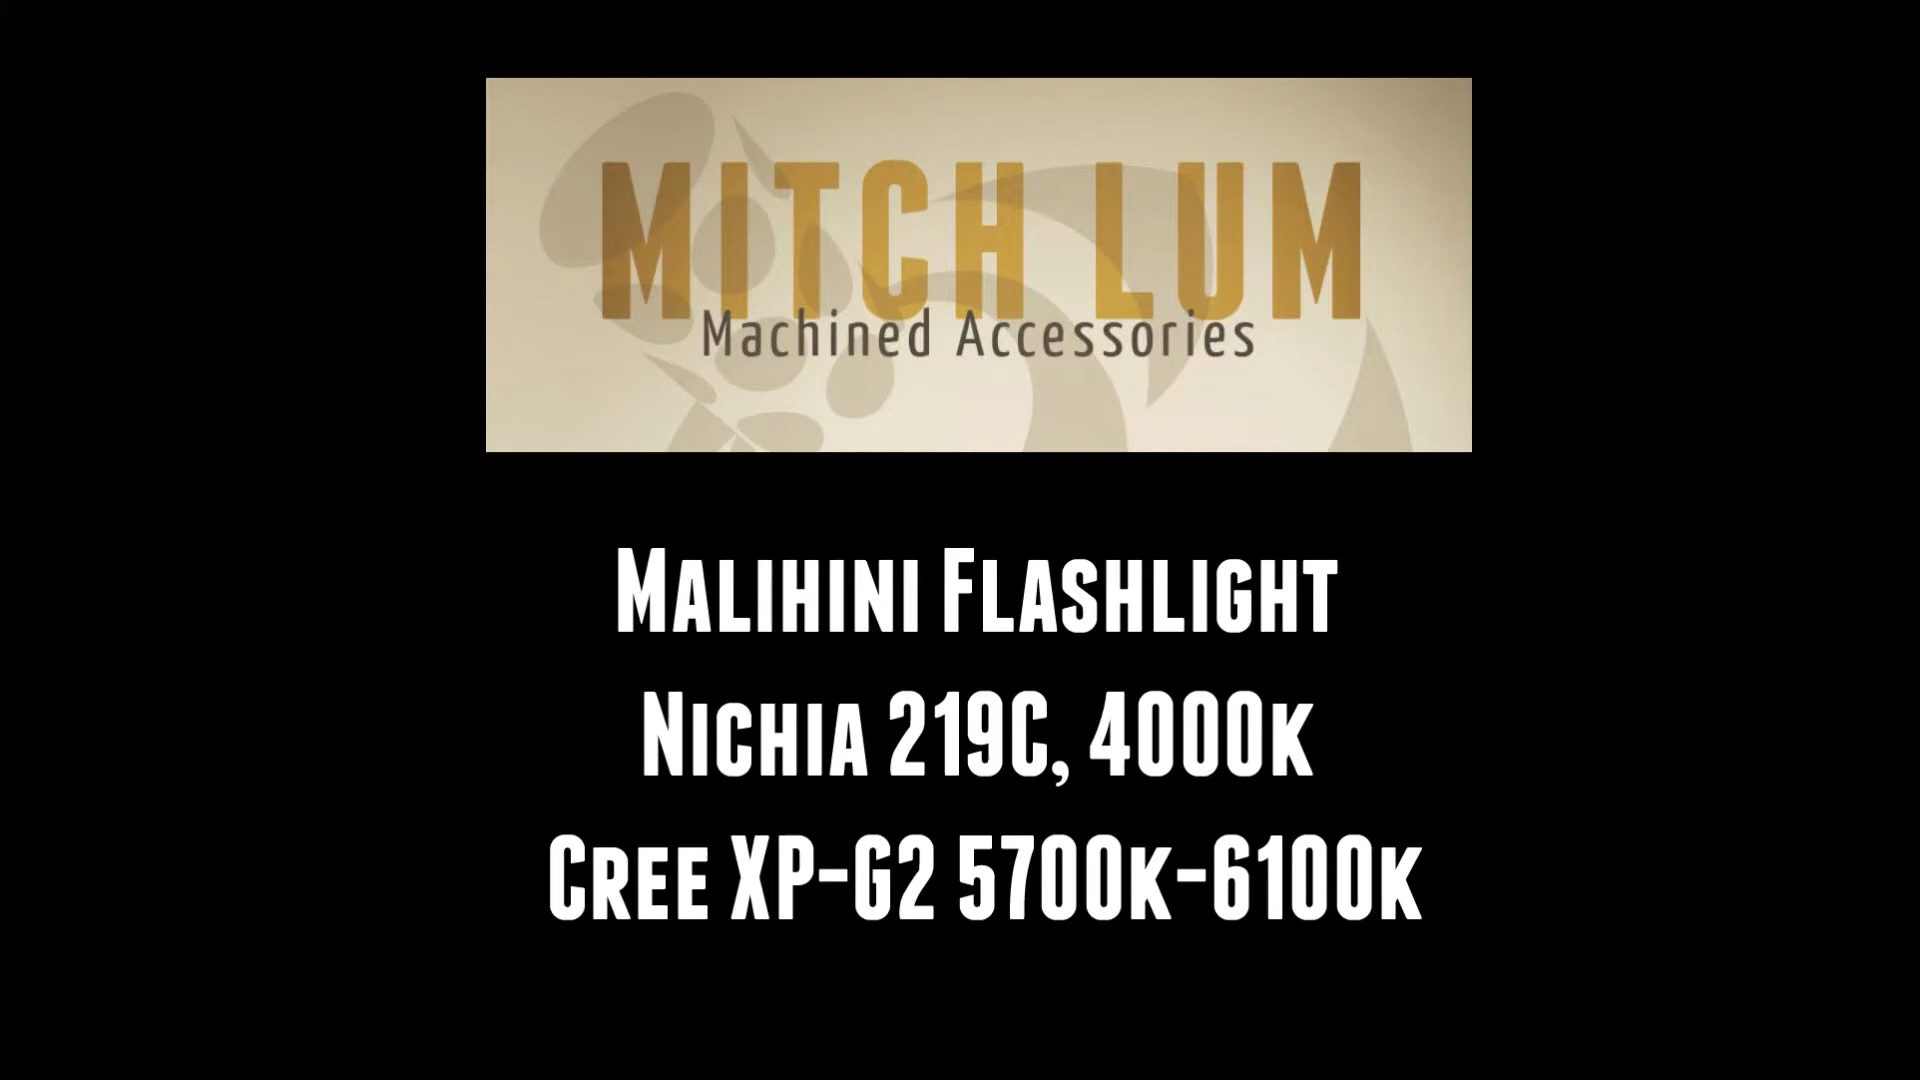 MITCH LUM
Machined Accessories
Malihini Flashlight
Nichia 219C, 4000k
Cree XP-G2 5700k-6100k